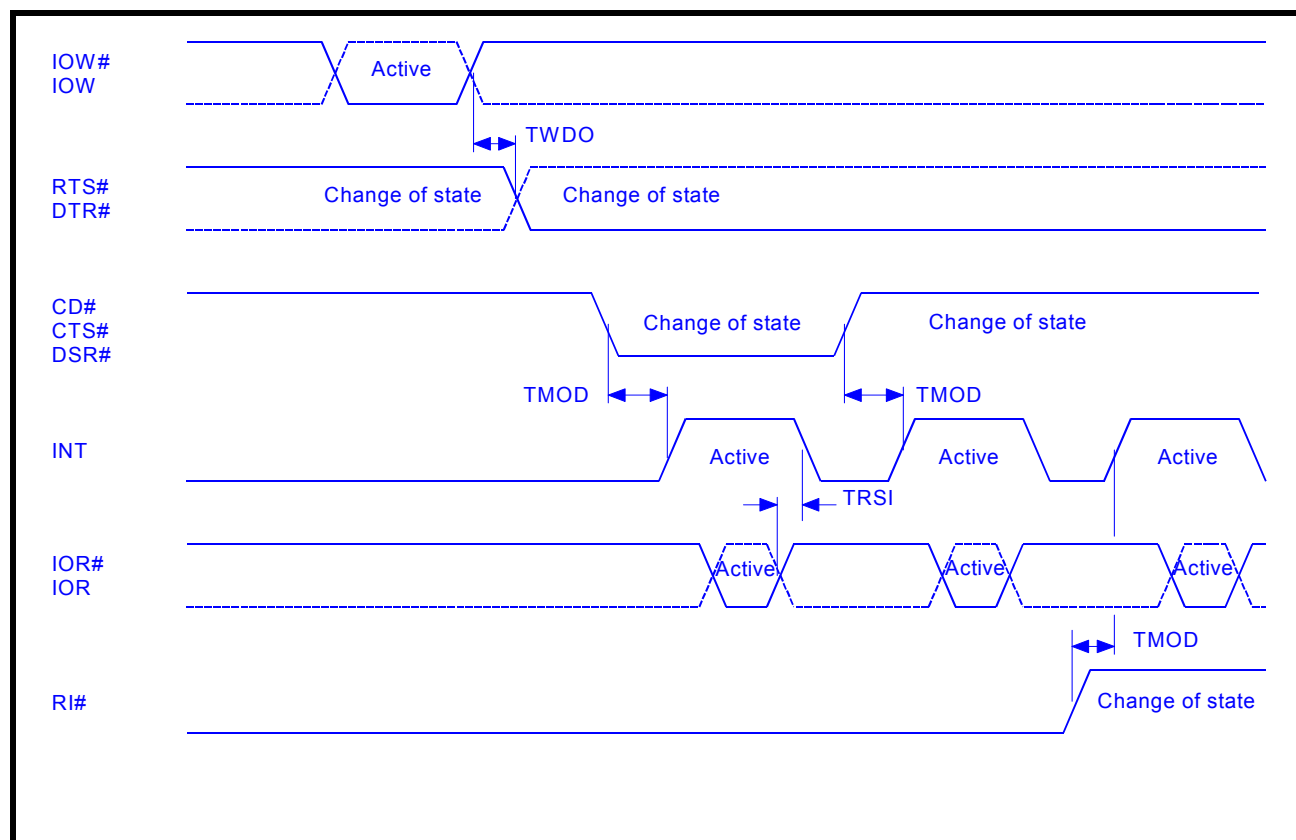 IOW#
IOW
Active
TWDO
RTS#
DTR#
Change of state
Change of state
CD#
CTS#
DSR#
Change of state
Change of state
TMOD
TMOD
INT
Active
Active
Active
TRSI
IOR#
IOR
Active
Active
Active
TMOD
RI#
Change of state